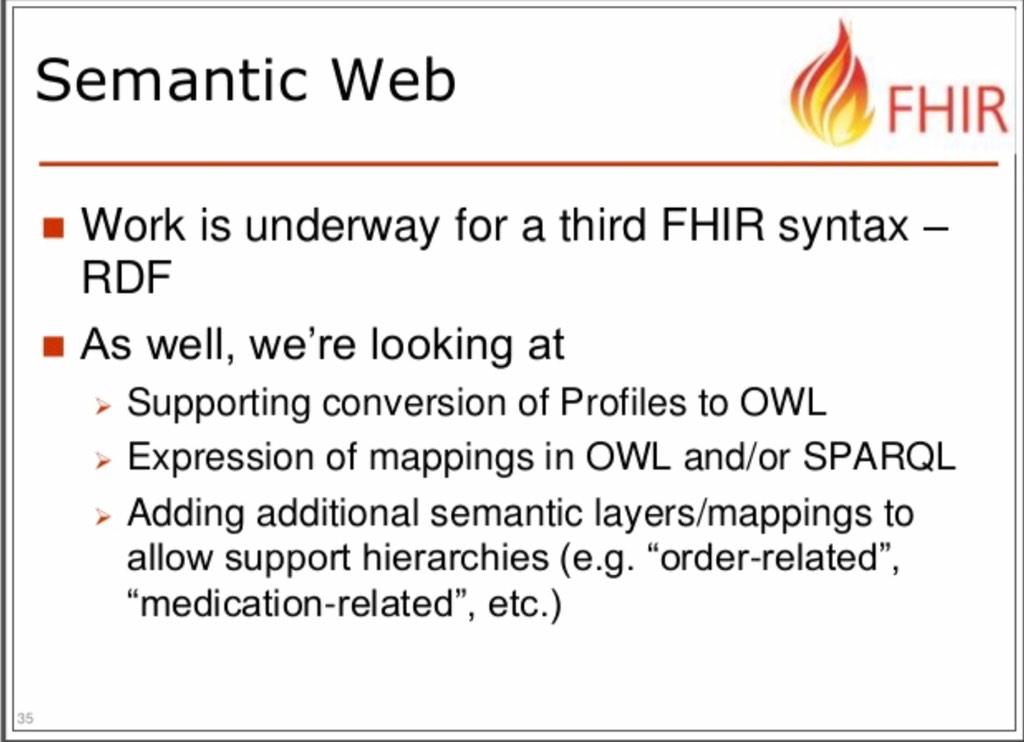 Semantic Web
FHIR
Work is underway for a third FHIR syntax –
RDF
As well, we’re looking at
Supporting conversion of Profiles to OWL
Expression of mappings in OWL and/or SPARQL
Adding additional semantic layers/mappings to
allow support hierarchies (e.g. “order-related”,
“medication-related”, etc.)
35